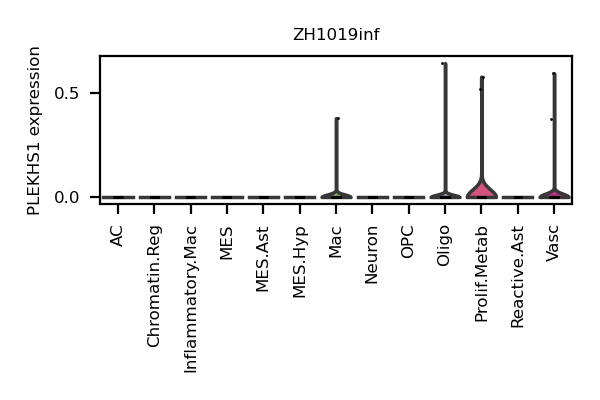 ZH1019inf
PLEKHS1 expression
0.5
0.0
AC
Chromatin.Reg
Inflammatory.Mac
MES
MES.Ast
MES.Hyp
Mac
Neuron
OPC
Oligo
Prolif.Metab
Reactive.Ast
Vasc